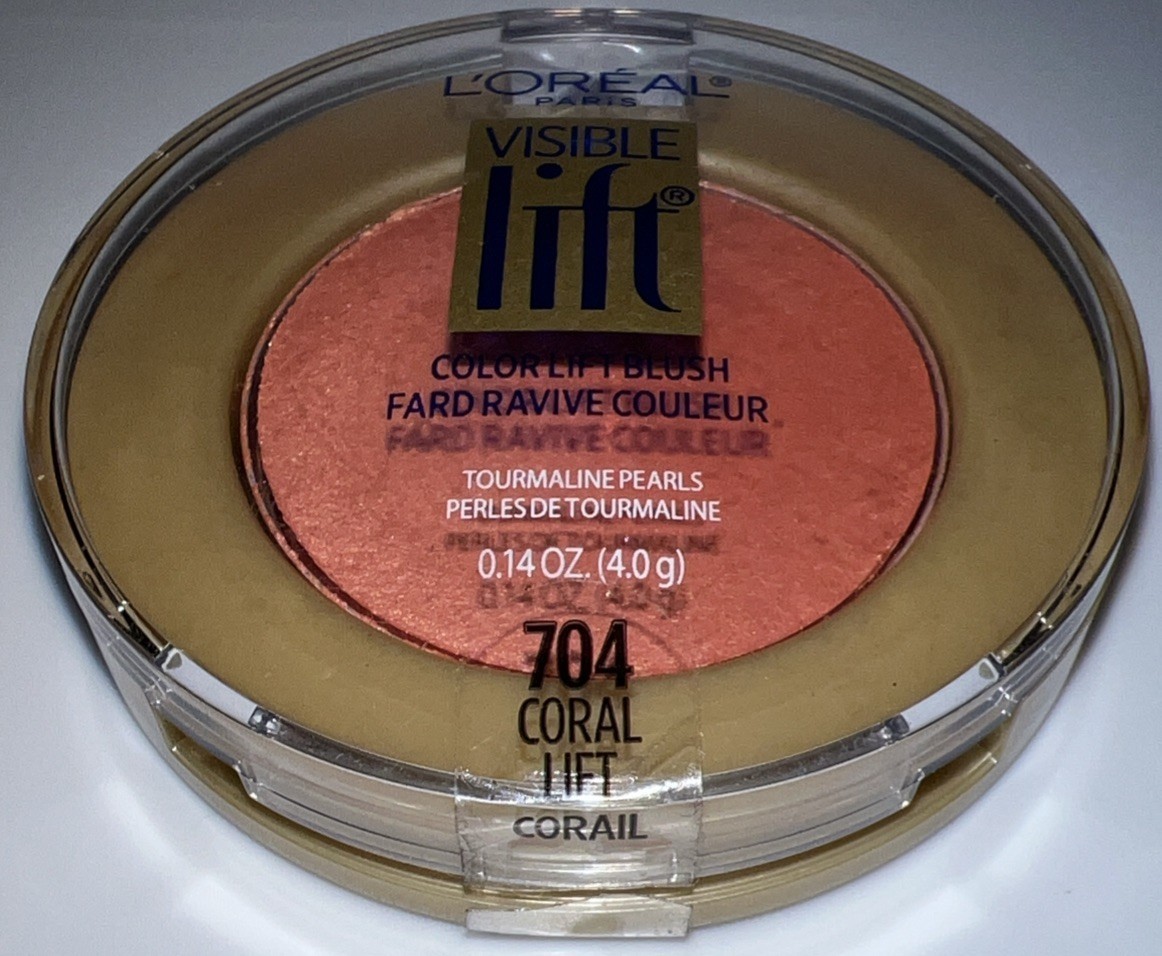 L'ORÉAL®
PARIS
VISIBLE
lift®
COLOR LIFT BLUSH
FARD RAVIVE COULEUR
TOURMALINE PEARLS
PERLES DE TOURMALINE
0.14 OZ. (4.0 g)
704
CORAL
LIFT
CORAIL